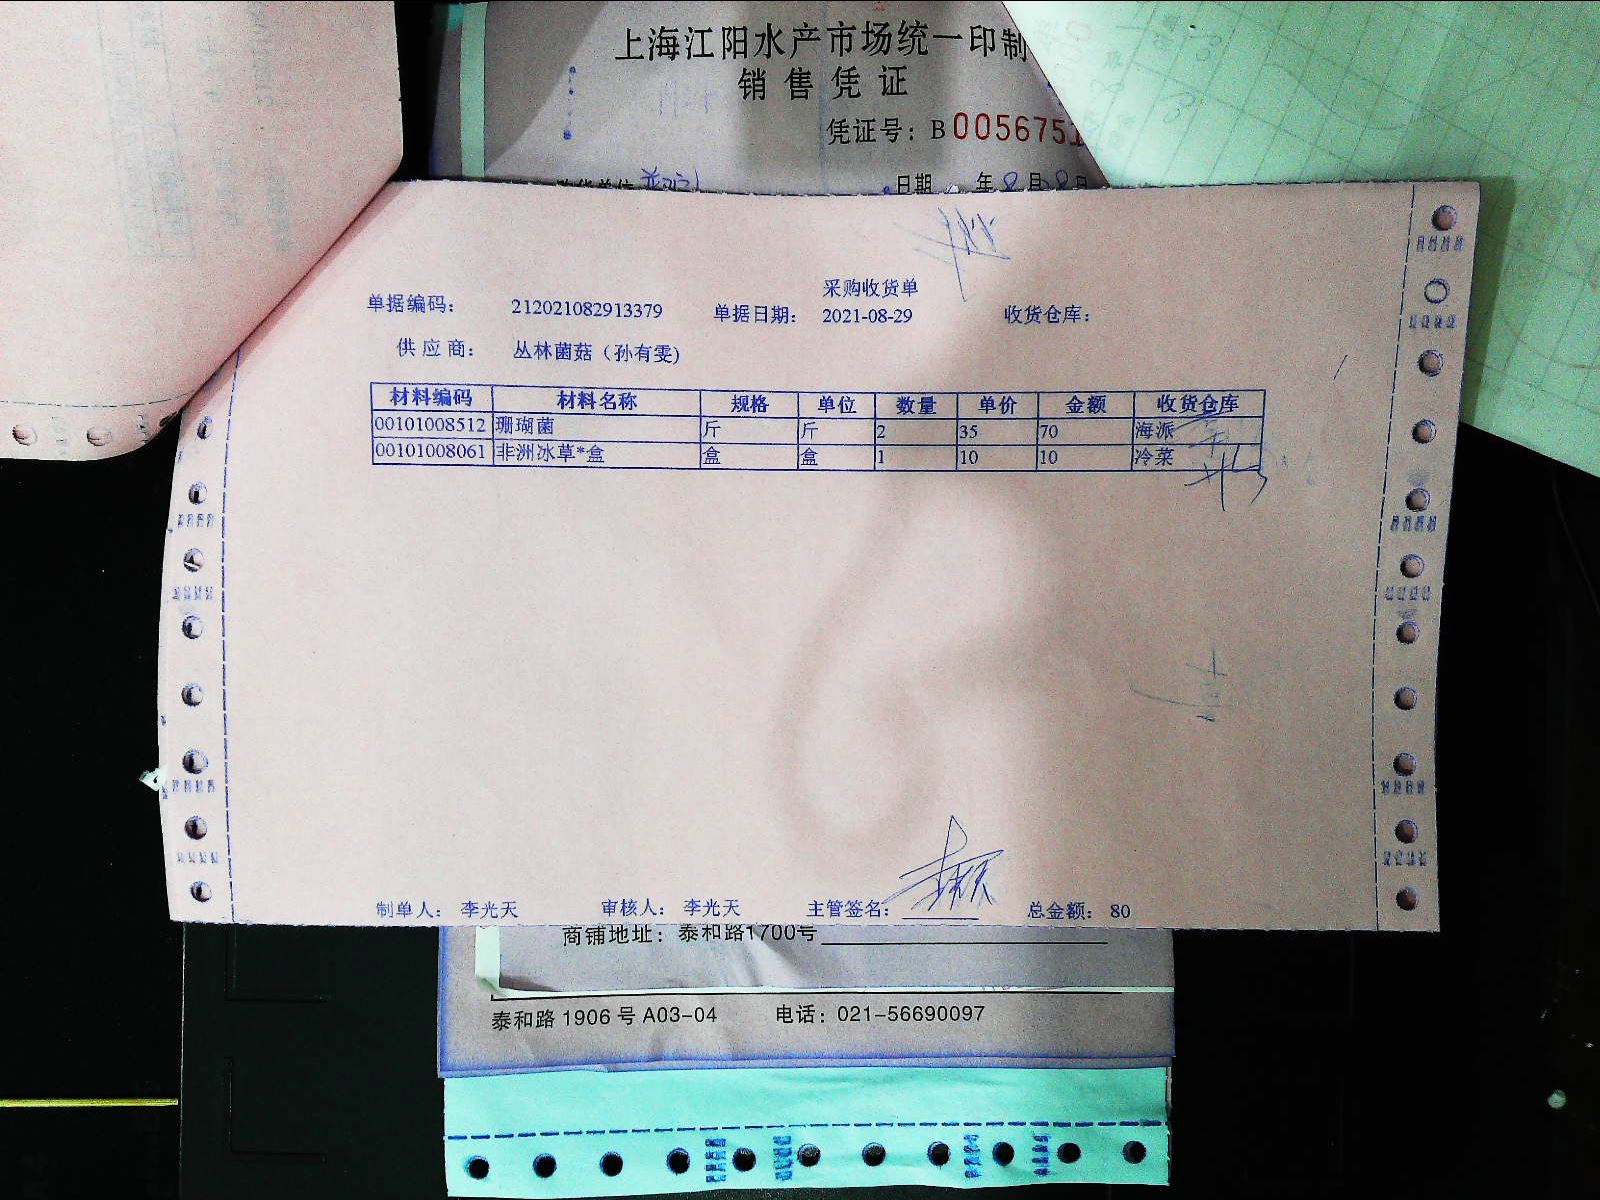 上海江阳水产市场统一印制
销售凭证
凭证号：B 0056751
日期 年8月28日
采购收货单
单据编码： 212021082913379 单据日期： 2021-08-29 收货仓库：
供应商： 丛林菌菇（孙有雯）
材料编码 材料名称 规格 单位 数量 单价 金额 收货仓库
00101008512 珊瑚菌 斤 斤 2 35 70 海派
00101008061 非洲冰草*盒 盒 盒 1 10 10 冷菜
制单人： 李光天 审核人： 李光天 主管签名： 总金额： 80
商铺地址：泰和路1700号
泰和路 1906 号 A03-04 电话：021-56690097